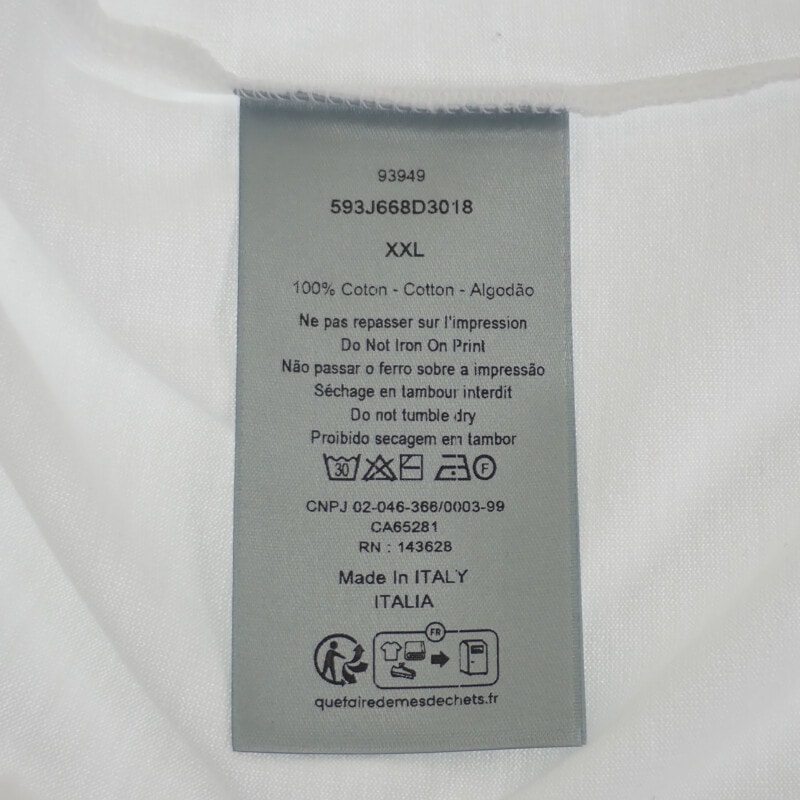 93949
593J668D3018
XXL
100% Coton - Cotton - Algodão
Ne pas repasser sur l'impression
Do Not Iron On Print
Não passar o ferro sobre a impressão
Séchage en tambour interdit
Do not tumble dry
Proibido secagem em tambor
30 F
CNPJ 02-046-366/0003-99
CA65281
RN : 143628
Made In ITALY
ITALIA
FR
quefairedemesdechets.fr